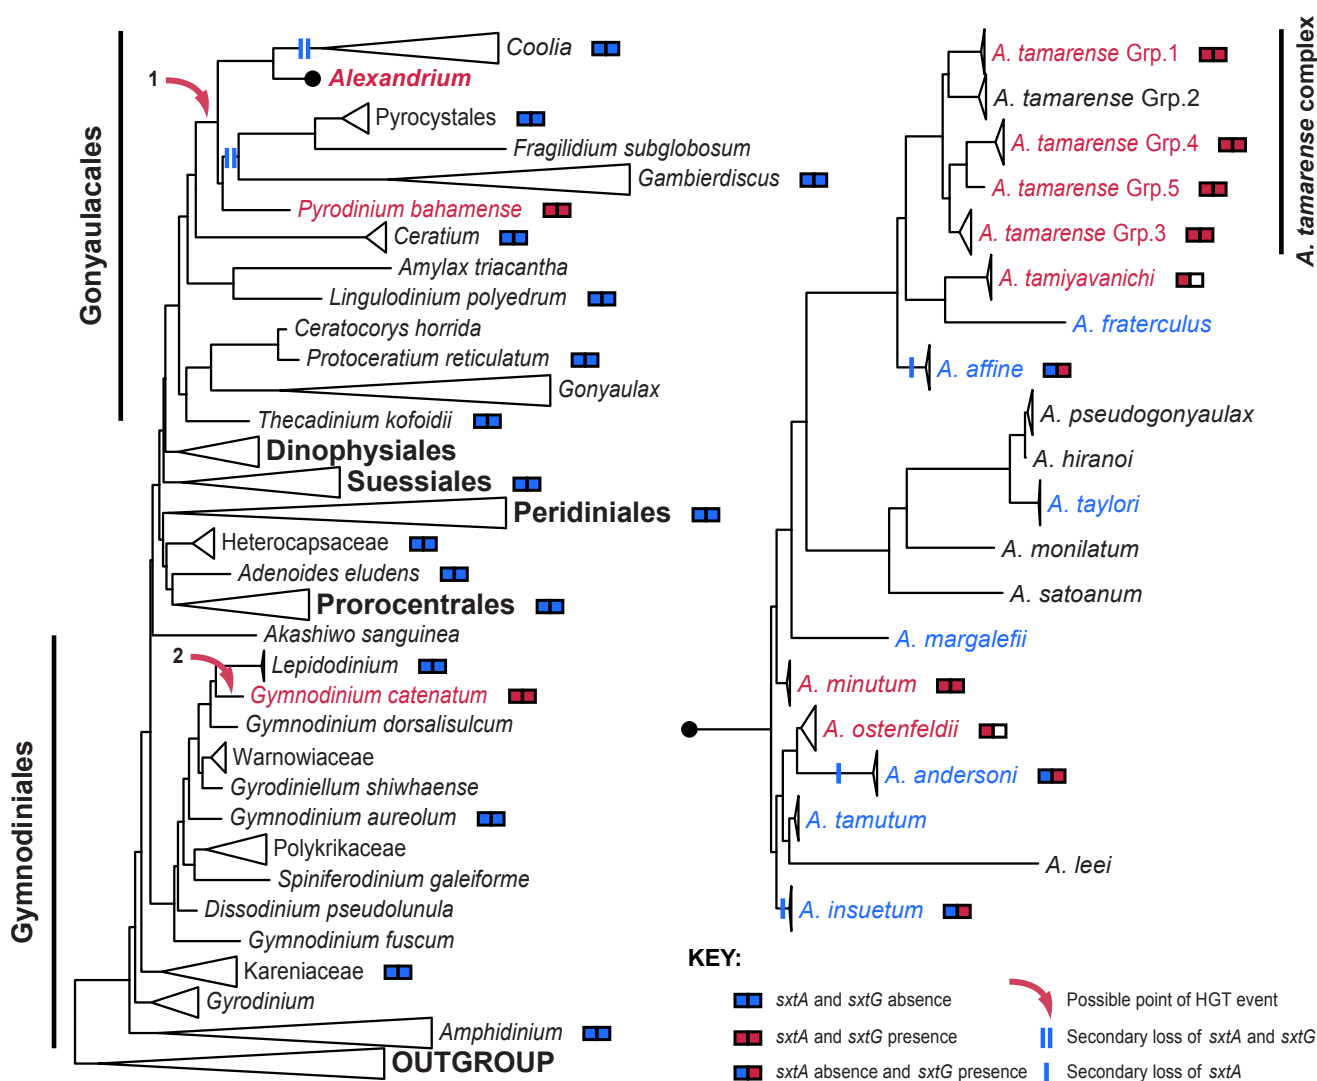 Gonyaulacales
Gymnodiniales
1
Coolia
Alexandrium
Pyrocystales
Fragilidium subglobosum
Gambierdiscus
Pyrodinium bahamense
Ceratium
Amylax triacantha
Lingulodinium polyedrum
Ceratocorys horrida
Protoceratium reticulatum
Gonyaulax
Thecadinium kofoidii
Dinophysiales
Suessiales
Peridiniales
Heterocapsaceae
Adenoides eludens
Prorocentrales
Akashiwo sanguinea
2
Lepidodinium
Gymnodinium catenatum
Gymnodinium dorsalisulcum
Warnowiaceae
Gyrodiniellum shiwhaense
Gymnodinium aureolum
Polykrikaceae
Spiniferodinium galeiforme
Dissodinium pseudolunula
Gymnodinium fuscum
Kareniaceae
Gyrodinium
Amphidinium
OUTGROUP
A. tamarense complex
A. tamarense Grp.1
A. tamarense Grp.2
A. tamarense Grp.4
A. tamarense Grp.5
A. tamarense Grp.3
A. tamiyavanichi
A. fraterculus
A. affine
A. pseudogonyaulax
A. hiranoi
A. taylori
A. monilatum
A. satoanum
A. margalefii
A. minutum
A. ostenfeldii
A. andersoni
A. tamutum
A. leei
A. insuetum
KEY:
sxtA and sxtG absence
sxtA and sxtG presence
sxtA absence and sxtG presence
Possible point of HGT event
Secondary loss of sxtA and sxtG
Secondary loss of sxtA